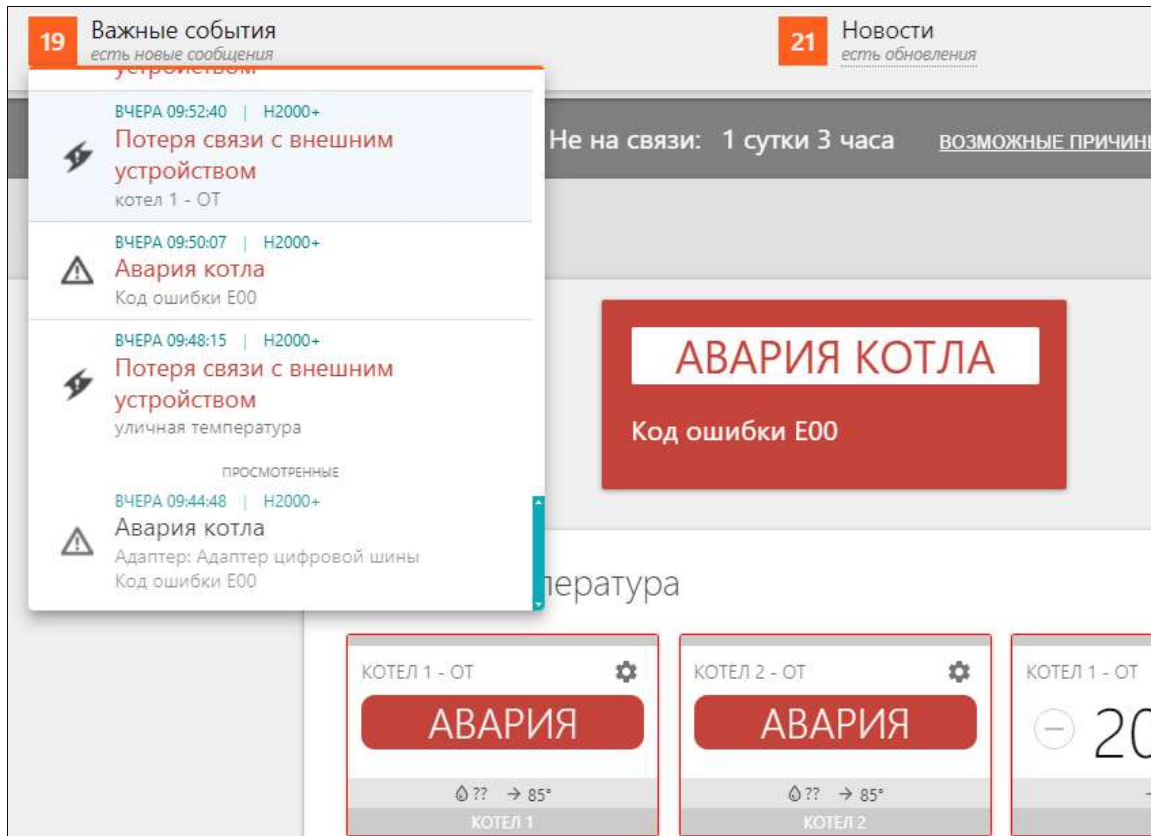 19
Важные события
есть новые сообщения
21
Новости
есть обновления
устройством
ВЧЕРА 09:52:40 | H2000+
Потеря связи с внешним
устройством
котел 1 - ОТ
Не на связи: 1 сутки 3 часа
ВОЗМОЖНЫЕ ПРИЧИНЫ
ВЧЕРА 09:50:07 | H2000+
Авария котла
Код ошибки E00
ВЧЕРА 09:48:15 | H2000+
Потеря связи с внешним
устройством
уличная температура
ПРОСМОТРЕННЫЕ
ВЧЕРА 09:44:48 | H2000+
Авария котла
Адаптер: Адаптер цифровой шины
Код ошибки E00
АВАРИЯ КОТЛА
Код ошибки E00
пература
КОТЕЛ 1 - ОТ
АВАРИЯ
?? → 85°
КОТЕЛ 1
КОТЕЛ 2 - ОТ
АВАРИЯ
?? → 85°
КОТЕЛ 2
КОТЕЛ 1 - ОТ
20